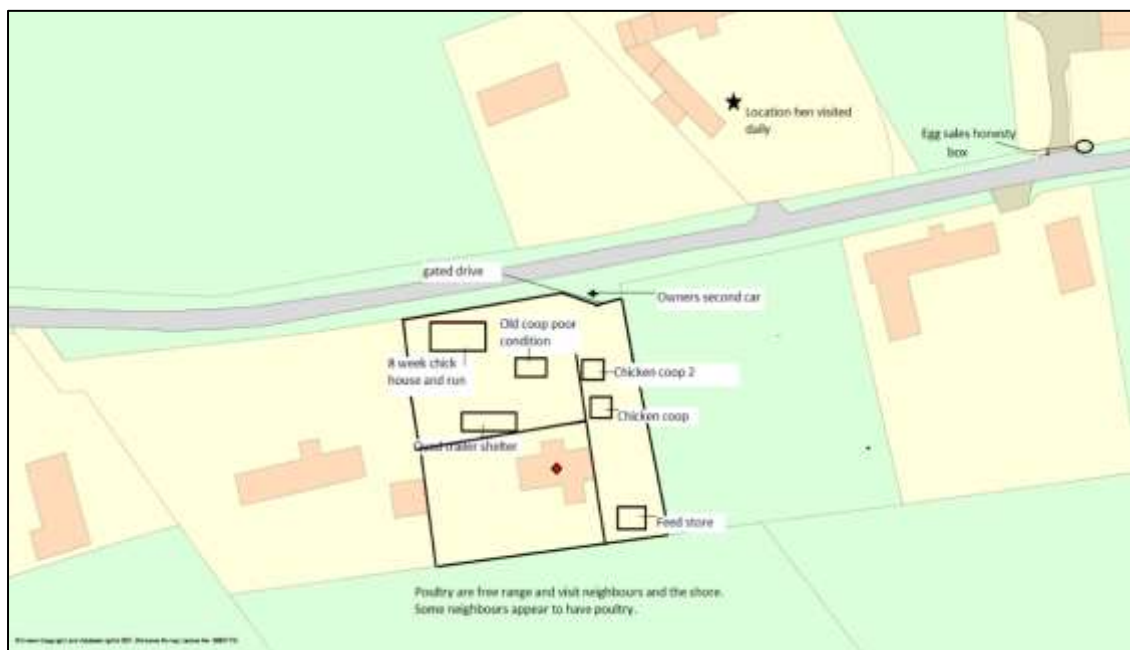 Location hen visited
daily
Egg sales honesty
box
gated drive
Owners second car
Old coop poor
condition
8 week chick
house and run
Chicken coop 2
Chicken coop
Quad trailer shelter
Feed store
Poultry are free range and visit neighbours and the shore.
Some neighbours appear to have poultry.